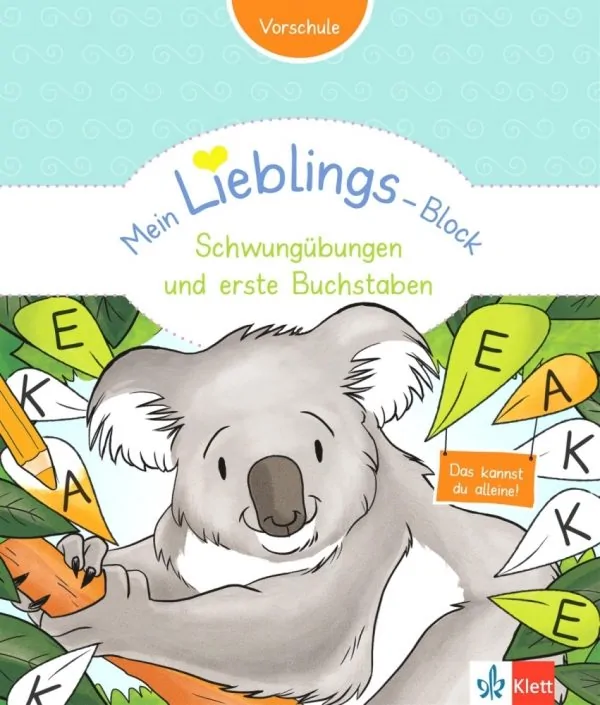 Vorschule
Mein Lieblings-Block
Schwungübungen
und erste Buchstaben
E
E
K
A
K
A
Das kannst
du alleine!
K
E
K
K
Klett